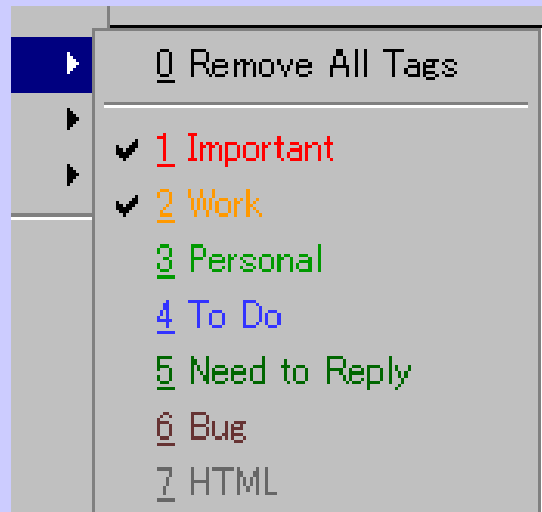 0 Remove All Tags
1 Important
2 Work
3 Personal
4 To Do
5 Need to Reply
6 Bug
7 HTML